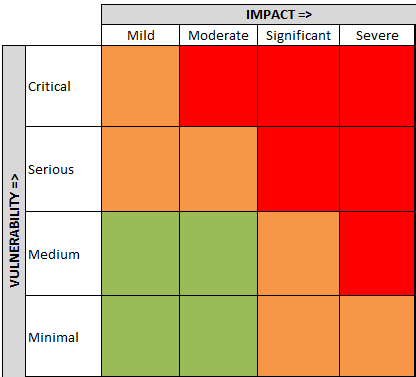 IMPACT =>
Mild Moderate Significant Severe
VULNERABILITY =>
Critical
Serious
Medium
Minimal